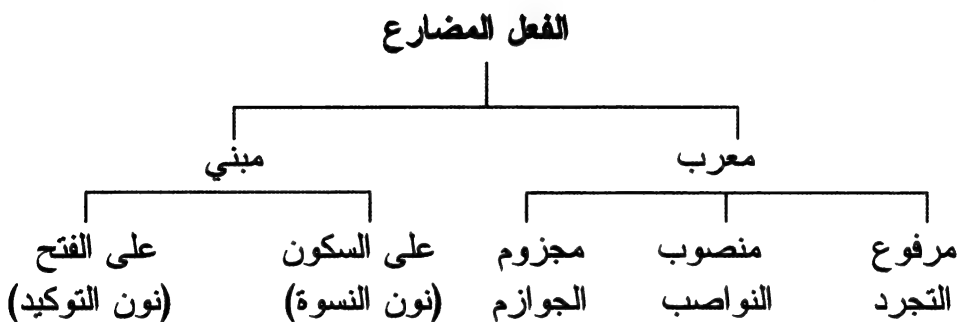 الفعل المضارع
معرب مبني
مرفوع منصوب مجزوم على السكون على الفتح
التجرد النواصب الجوازم (نون النسوة) (نون التوكيد)